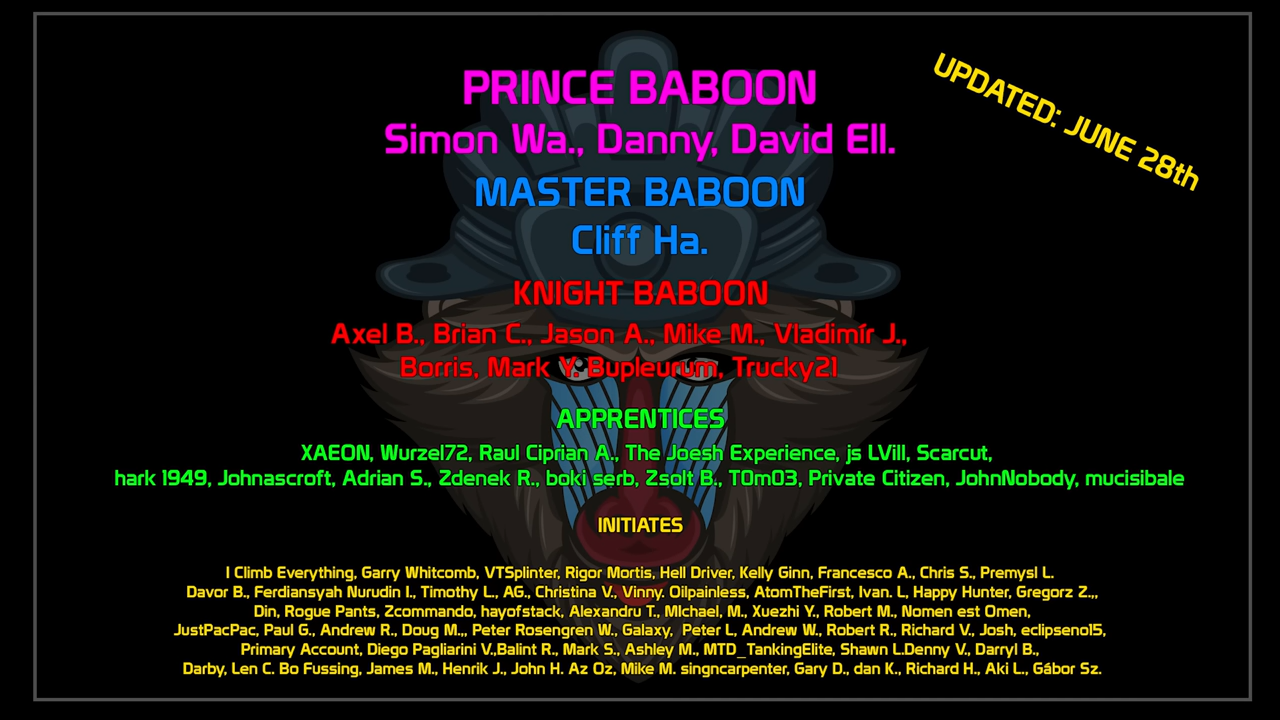 PRINCE BABOON
UPDATED: JUNE 28th
Simon Wa., Danny, David Ell.
MASTER BABOON
Cliff Ha.
KNIGHT BABOON
Axel B., Brian C., Jason A., Mike M., Vladimír J.,
Borris, Mark Y. Bupleurum, Trucky21
APPRENTICES
XAEON, Wurzel72, Raul Ciprian A., The Joesh Experience, js LVill, Scarcut,
hark 1949, Johnascroft, Adrian S., Zdenek R., boki serb, Zsolt B., T0m03, Private Citizen, JohnNobody, mucisibale
INITIATES
I Climb Everything, Garry Whitcomb, VTSplinter, Rigor Mortis, Hell Driver, Kelly Ginn, Francesco A., Chris S., Premysl L.
Davor B., Ferdiansyah Nurudin I., Timothy L., AG., Christina V., Vinny. Oilpainless, AtomTheFirst, Ivan. L, Happy Hunter, Gregorz Z.,,
Din, Rogue Pants, Zcommando, hayofstack, Alexandru T., MIchael, M., Xuezhi Y., Robert M., Nomen est Omen,
JustPacPac, Paul G., Andrew R., Doug M.,, Peter Rosengren W., Galaxy, Peter L, Andrew W., Robert R., Richard V., Josh, eclipseno15,
Primary Account, Diego Pagliarini V.,Balint R., Mark S., Ashley M., MTD_TankingElite, Shawn L.Denny V., Darryl B.,
Darby, Len C. Bo Fussing, James M., Henrik J., John H. Az Oz, Mike M. singncarpenter, Gary D., dan K., Richard H., Aki L., Gábor Sz.